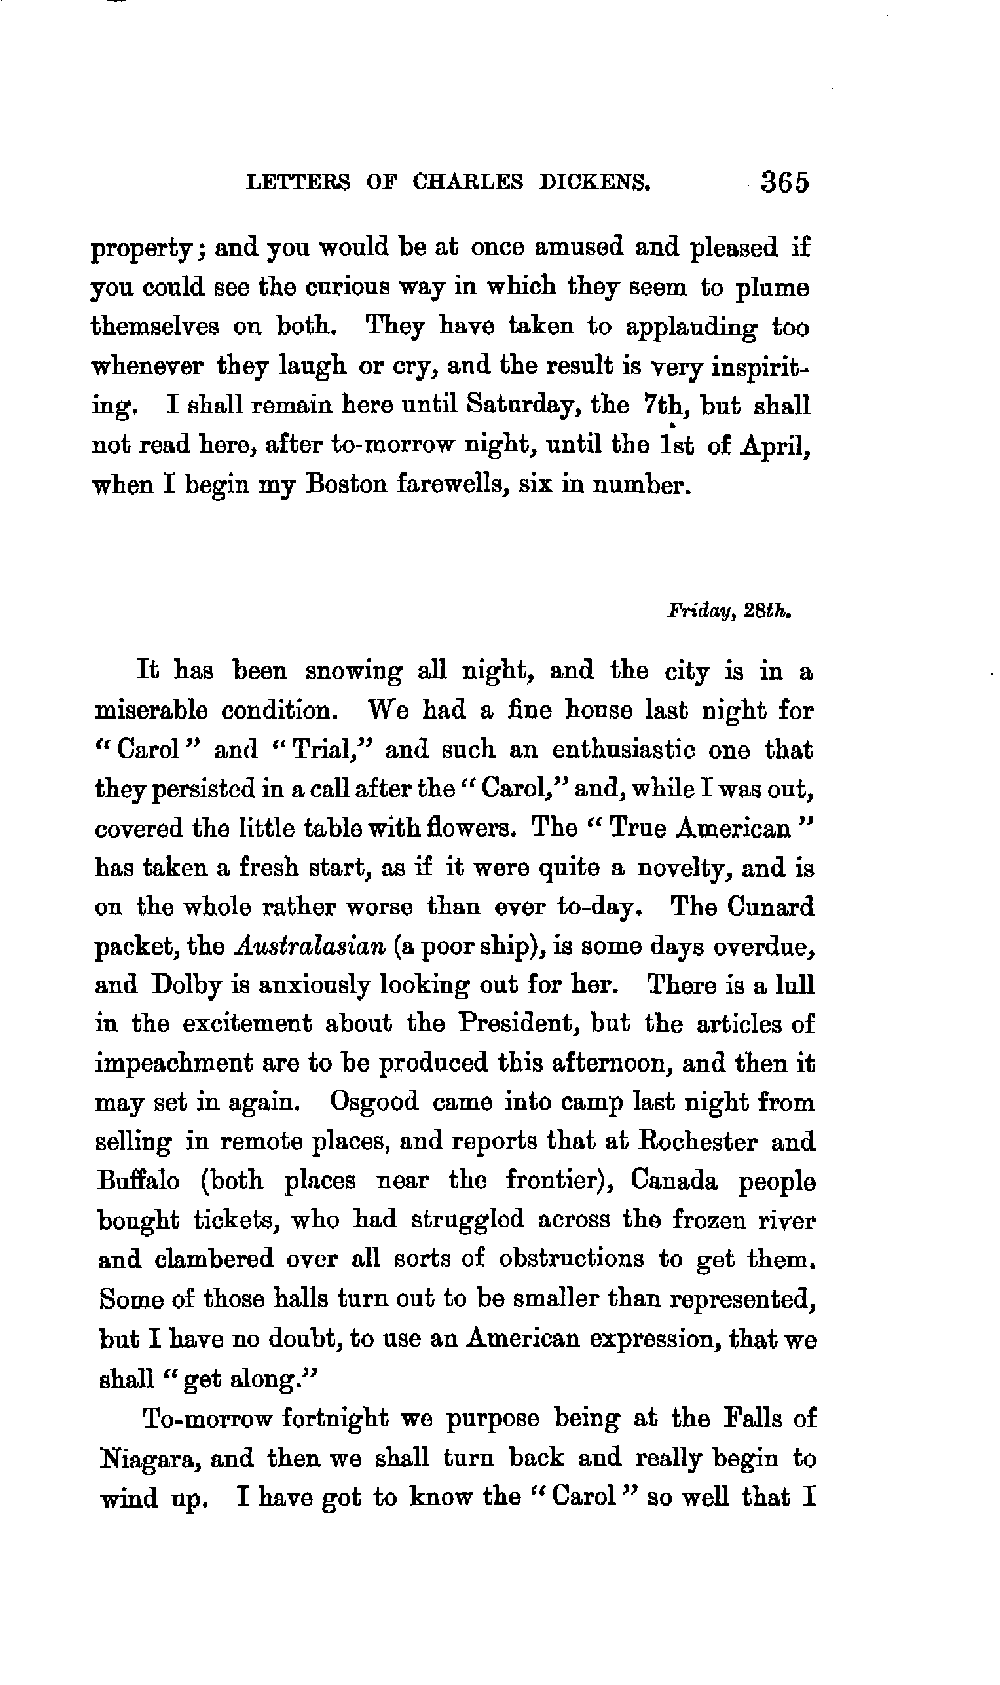 LETTERS OF CHARLES DICKENS. 365
property; and you would be at once amused and pleased if
you could see the curious way in which they seem to plume
themselves on both. They have taken to applauding too
whenever they laugh or cry, and the result is very inspirit-
ing. I shall remain here until Saturday, the 7th, but shall
not read here, after to-morrow night, until the 1st of April,
when I begin my Boston farewells, six in number.
Friday, 28th.
It has been snowing all night, and the city is in a
miserable condition. We had a fine house last night for
“Carol” and “Trial,” and such an enthusiastic one that
they persisted in a call after the “Carol,” and, while I was out,
covered the little table with flowers. The “True American”
has taken a fresh start, as if it were quite a novelty, and is
on the whole rather worse than ever to-day. The Cunard
packet, the Australasian (a poor ship), is some days overdue,
and Dolby is anxiously looking out for her. There is a lull
in the excitement about the President, but the articles of
impeachment are to be produced this afternoon, and then it
may set in again. Osgood came into camp last night from
selling in remote places, and reports that at Rochester and
Buffalo (both places near the frontier), Canada people
bought tickets, who had struggled across the frozen river
and clambered over all sorts of obstructions to get them.
Some of those halls turn out to be smaller than represented,
but I have no doubt, to use an American expression, that we
shall “get along.”
To-morrow fortnight we purpose being at the Falls of
Niagara, and then we shall turn back and really begin to
wind up. I have got to know the “Carol” so well that I